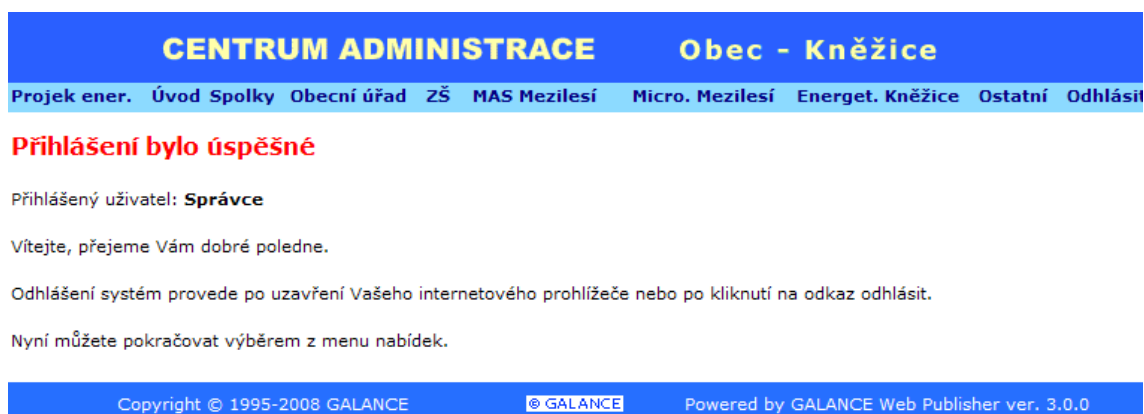 CENTRUM ADMINISTRACE Obec - Kněžice
Projek ener. Úvod Spolky Obecní úřad ZŠ MAS Mezilesí Micro. Mezilesí Energet. Kněžice Ostatní Odhlásit
Přihlášení bylo úspěšné
Přihlášený uživatel: Správce
Vítejte, přejeme Vám dobré poledne.
Odhlášení systém provede po uzavření Vašeho internetového prohlížeče nebo po kliknutí na odkaz odhlásit.
Nyní můžete pokračovat výběrem z menu nabídek.
Copyright © 1995-2008 GALANCE © GALANCE Powered by GALANCE Web Publisher ver. 3.0.0